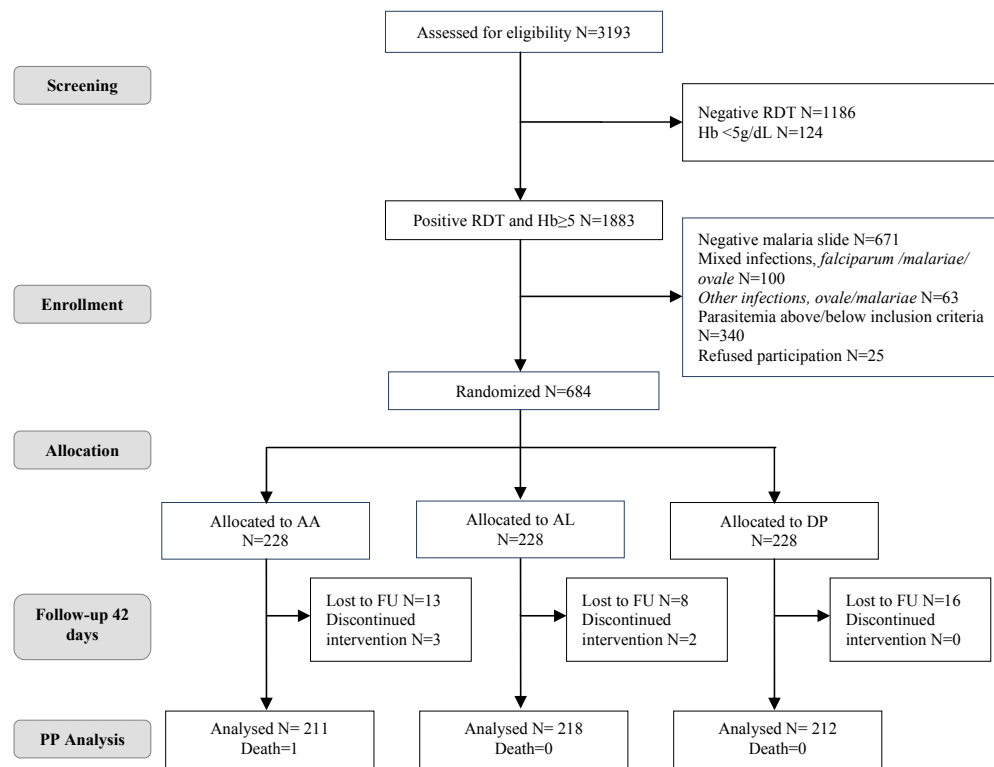 Assessed for eligibility N=3193
Screening
Negative RDT N=1186
Hb <5g/dL N=124
Positive RDT and Hb≥5 N=1883
Negative malaria slide N=671
Mixed infections, falciparum /malariae/
ovale N=100
Other infections, ovale/malariae N=63
Parasitemia above/below inclusion criteria
N=340
Refused participation N=25
Enrollment
Randomized N=684
Allocation
Allocated to AA
N=228
Allocated to AL
N=228
Allocated to DP
N=228
Follow-up 42
days
Lost to FU N=13
Discontinued
intervention N=3
Lost to FU N=8
Discontinued
intervention N=2
Lost to FU N=16
Discontinued
intervention N=0
PP Analysis
Analysed N= 211
Death=1
Analysed N= 218
Death=0
Analysed N= 212
Death=0